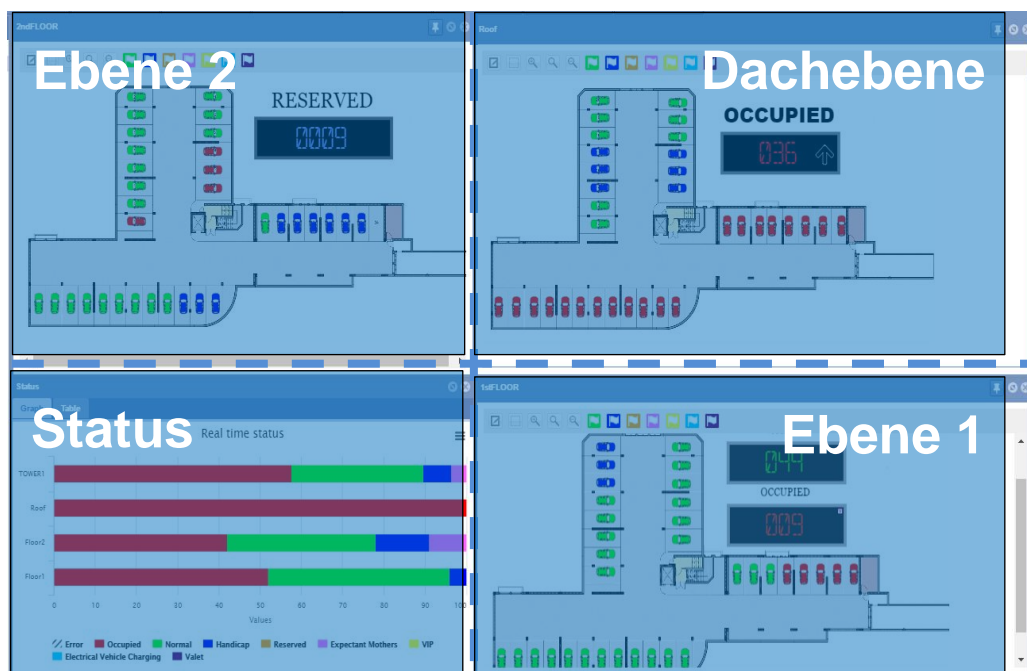 2ndFLOOR
Ebene 2
RESERVED
0009
Roof
Dachebene
OCCUPIED
036
Status
Graph Table
Status
Real time status
TOWER1
Roof
Floor2
Floor1
0 10 20 30 40 50 60 70 80 90 100
Values
Error Occupied Normal Handicap Reserved Expectant Mothers VIP
Electrical Vehicle Charging Valet
1stFLOOR
Ebene 1
044
OCCUPIED
009